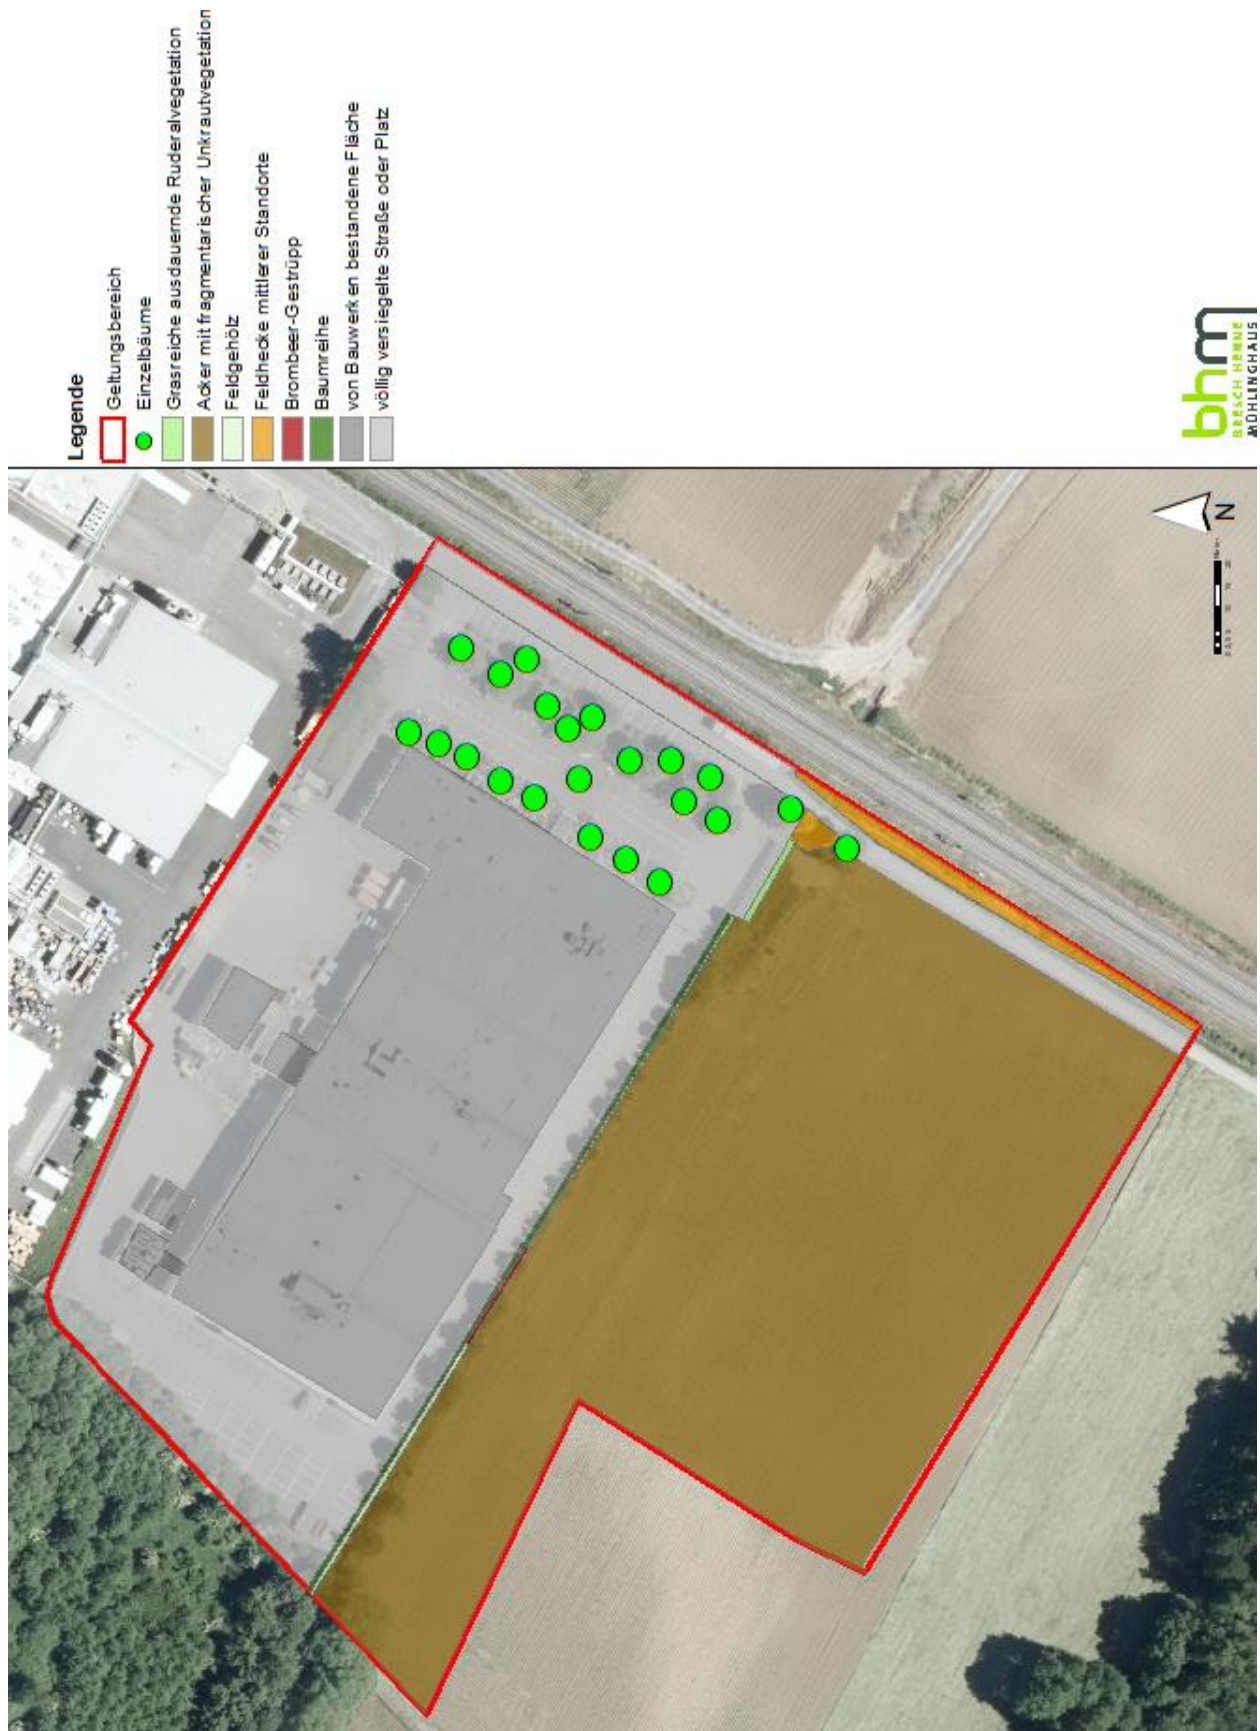 Legende
Geltungsbereich
Einzelbäume
Grasreiche ausdauernde Ruderalvegetation
Acker mit fragmentarischer Unkrautvegetation
Feldgehölz
Feldhecke mittlerer Standorte
Brombeer-Gestrüpp
Baumreihe
von Bauwerken bestandene Fläche
völlig versiegelte Straße oder Platz
N
bhm
BRESCH HENNE
MÜHLINGHAUS